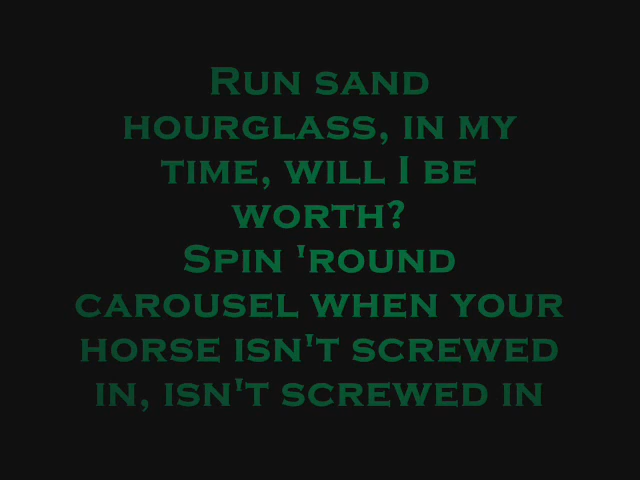 Run sand
hourglass, in my
time, will I be
worth?
Spin 'round
carousel when your
horse isn't screwed
in, isn't screwed in